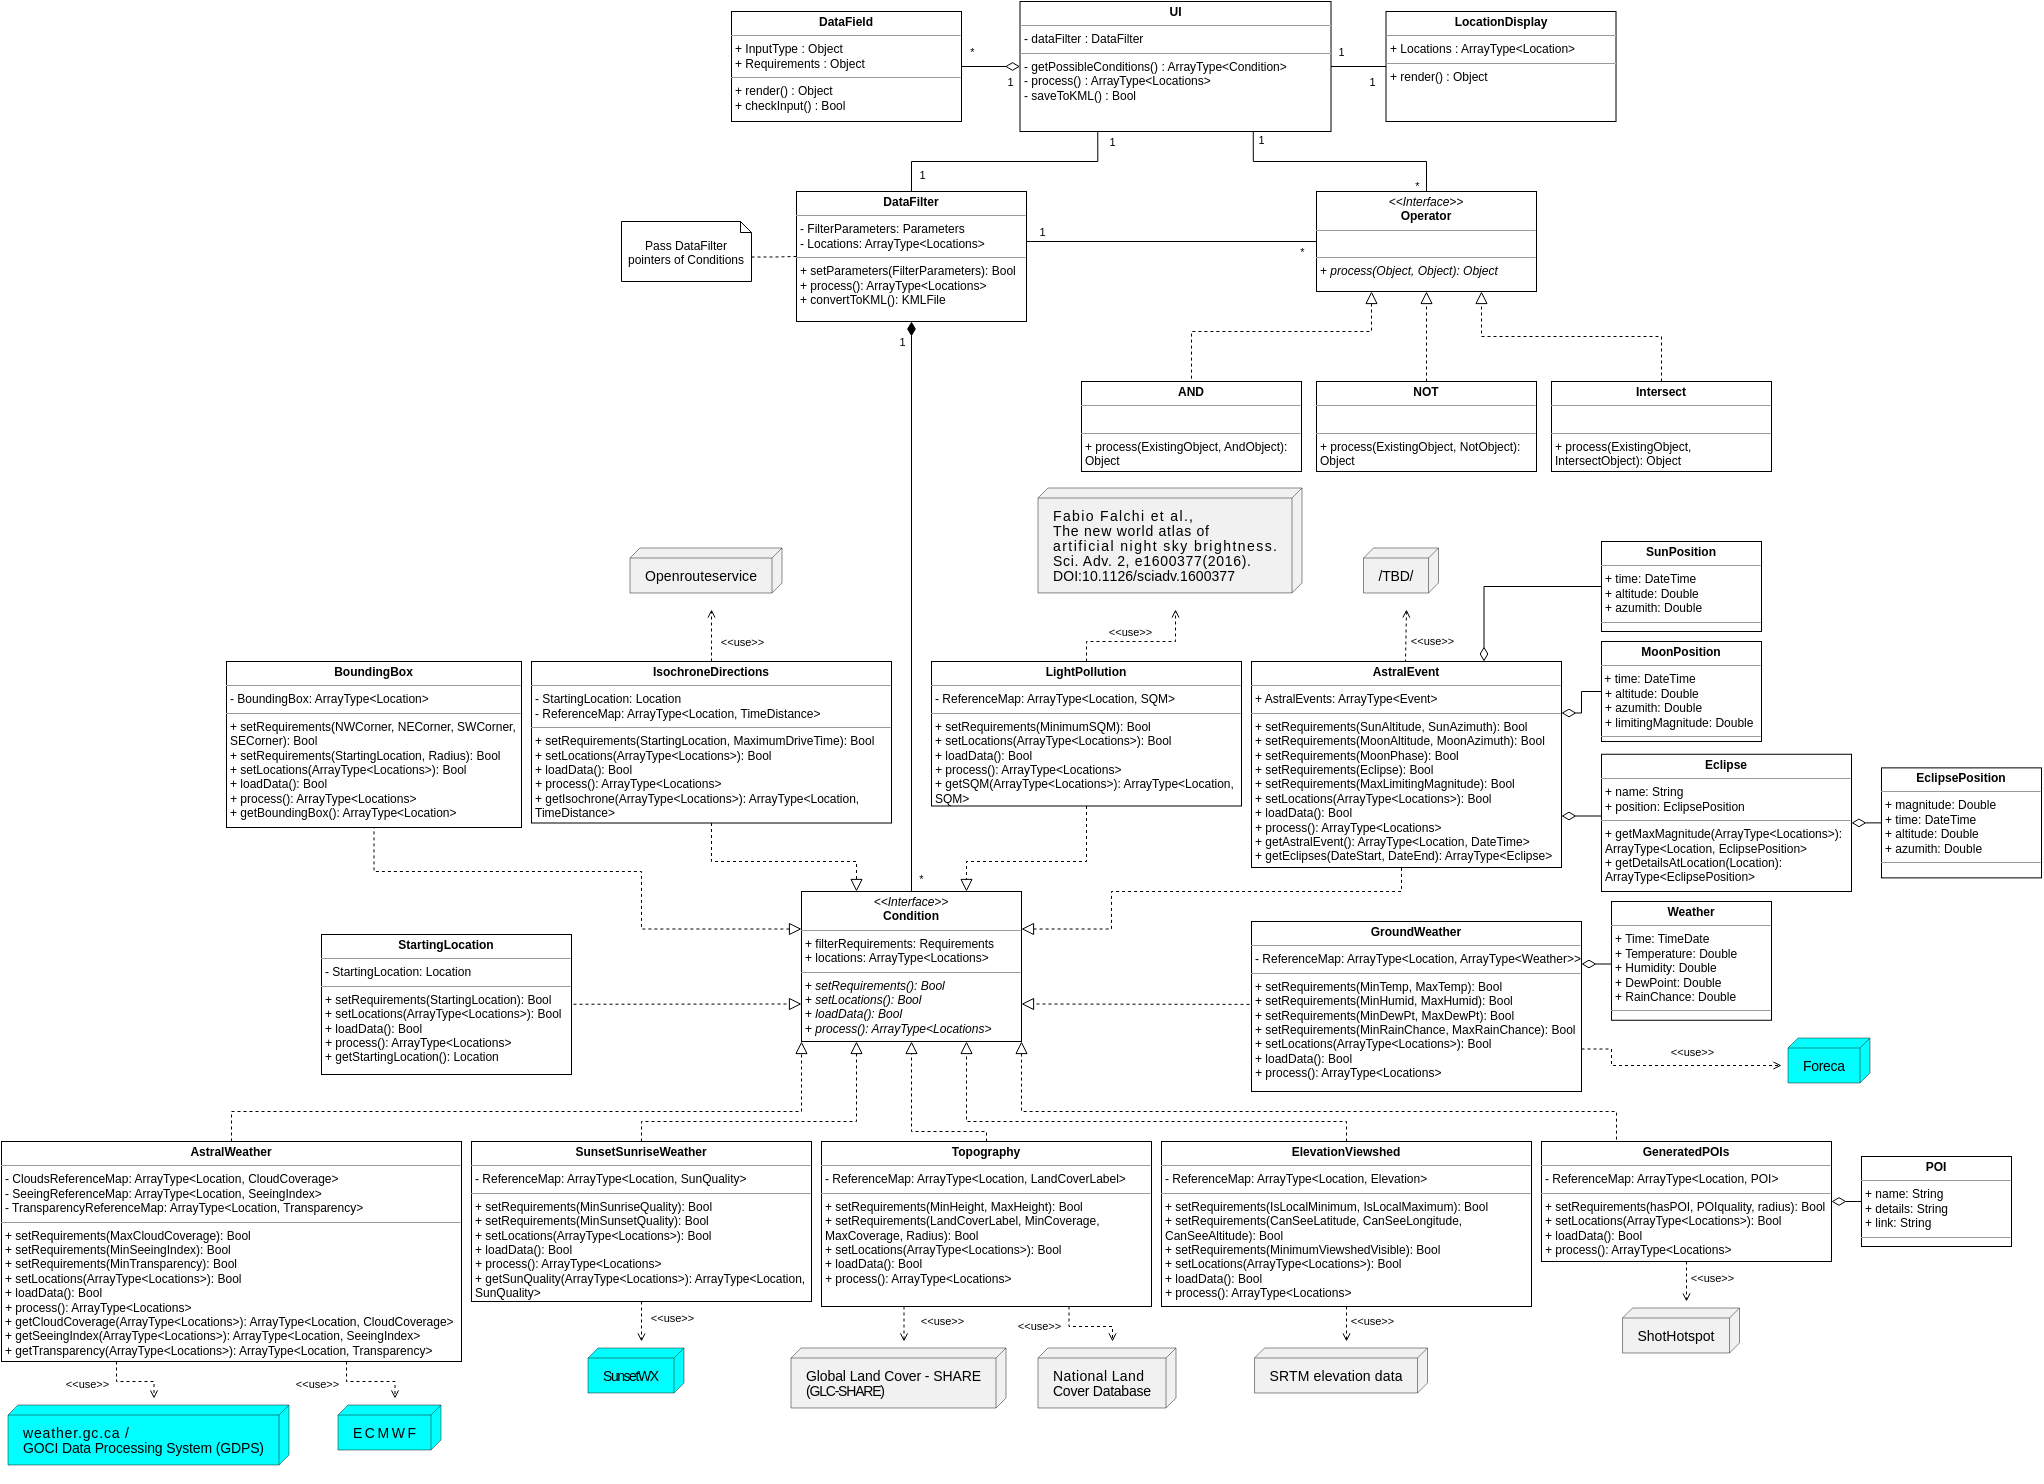 DataField
+ InputType : Object
+ Requirements : Object
+ render() : Object
+ checkInput() : Bool
*
1
UI
- dataFilter : DataFilter
- getPossibleConditions() : ArrayType<Condition>
- process() : ArrayType<Locations>
- saveToKML() : Bool
1
1
LocationDisplay
+ Locations : ArrayType<Location>
+ render() : Object
1
1
1
*
Pass DataFilter
pointers of Conditions
DataFilter
- FilterParameters: Parameters
- Locations: ArrayType<Locations>
+ setParameters(FilterParameters): Bool
+ process(): ArrayType<Locations>
+ convertToKML(): KMLFile
1
*
<<Interface>>
Operator
+ process(Object, Object): Object
1
AND
+ process(ExistingObject, AndObject):
Object
NOT
+ process(ExistingObject, NotObject):
Object
Intersect
+ process(ExistingObject,
IntersectObject): Object
Openrouteservice
Fabio Falchi et al.,
The new world atlas of
artificial night sky brightness.
Sci. Adv. 2, e1600377(2016).
DOI:10.1126/sciadv.1600377
/TBD/
<<use>>
<<use>>
<<use>>
SunPosition
+ time: DateTime
+ altitude: Double
+ azumith: Double
MoonPosition
+ time: DateTime
+ altitude: Double
+ azumith: Double
+ limitingMagnitude: Double
BoundingBox
- BoundingBox: ArrayType<Location>
+ setRequirements(NWCorner, NECorner, SWCorner,
SECorner): Bool
+ setRequirements(StartingLocation, Radius): Bool
+ setLocations(ArrayType<Locations>): Bool
+ loadData(): Bool
+ process(): ArrayType<Locations>
+ getBoundingBox(): ArrayType<Location>
IsochroneDirections
- StartingLocation: Location
- ReferenceMap: ArrayType<Location, TimeDistance>
+ setRequirements(StartingLocation, MaximumDriveTime): Bool
+ setLocations(ArrayType<Locations>): Bool
+ loadData(): Bool
+ process(): ArrayType<Locations>
+ getIsochrone(ArrayType<Locations>): ArrayType<Location,
TimeDistance>
LightPollution
- ReferenceMap: ArrayType<Location, SQM>
+ setRequirements(MinimumSQM): Bool
+ setLocations(ArrayType<Locations>): Bool
+ loadData(): Bool
+ process(): ArrayType<Locations>
+ getSQM(ArrayType<Locations>): ArrayType<Location,
SQM>
AstralEvent
+ AstralEvents: ArrayType<Event>
+ setRequirements(SunAltitude, SunAzimuth): Bool
+ setRequirements(MoonAltitude, MoonAzimuth): Bool
+ setRequirements(MoonPhase): Bool
+ setRequirements(Eclipse): Bool
+ setRequirements(MaxLimitingMagnitude): Bool
+ setLocations(ArrayType<Locations>): Bool
+ loadData(): Bool
+ process(): ArrayType<Locations>
+ getAstralEvent(): ArrayType<Location, DateTime>
+ getEclipses(DateStart, DateEnd): ArrayType<Eclipse>
Eclipse
+ name: String
+ position: EclipsePosition
+ getMaxMagnitude(ArrayType<Locations>):
ArrayType<Location, EclipsePosition>
+ getDetailsAtLocation(Location):
ArrayType<EclipsePosition>
EclipsePosition
+ magnitude: Double
+ time: DateTime
+ altitude: Double
+ azumith: Double
*
<<Interface>>
Condition
+ filterRequirements: Requirements
+ locations: ArrayType<Locations>
+ setRequirements(): Bool
+ setLocations(): Bool
+ loadData(): Bool
+ process(): ArrayType<Locations>
StartingLocation
- StartingLocation: Location
+ setRequirements(StartingLocation): Bool
+ setLocations(ArrayType<Locations>): Bool
+ loadData(): Bool
+ process(): ArrayType<Locations>
+ getStartingLocation(): Location
GroundWeather
- ReferenceMap: ArrayType<Location, ArrayType<Weather>>
+ setRequirements(MinTemp, MaxTemp): Bool
+ setRequirements(MinHumid, MaxHumid): Bool
+ setRequirements(MinDewPt, MaxDewPt): Bool
+ setRequirements(MinRainChance, MaxRainChance): Bool
+ setLocations(ArrayType<Locations>): Bool
+ loadData(): Bool
+ process(): ArrayType<Locations>
Weather
+ Time: TimeDate
+ Temperature: Double
+ Humidity: Double
+ DewPoint: Double
+ RainChance: Double
<<use>>
Foreca
AstralWeather
- CloudsReferenceMap: ArrayType<Location, CloudCoverage>
- SeeingReferenceMap: ArrayType<Location, SeeingIndex>
- TransparencyReferenceMap: ArrayType<Location, Transparency>
+ setRequirements(MaxCloudCoverage): Bool
+ setRequirements(MinSeeingIndex): Bool
+ setRequirements(MinTransparency): Bool
+ setLocations(ArrayType<Locations>): Bool
+ loadData(): Bool
+ process(): ArrayType<Locations>
+ getCloudCoverage(ArrayType<Locations>): ArrayType<Location, CloudCoverage>
+ getSeeingIndex(ArrayType<Locations>): ArrayType<Location, SeeingIndex>
+ getTransparency(ArrayType<Locations>): ArrayType<Location, Transparency>
SunsetSunriseWeather
- ReferenceMap: ArrayType<Location, SunQuality>
+ setRequirements(MinSunriseQuality): Bool
+ setRequirements(MinSunsetQuality): Bool
+ setLocations(ArrayType<Locations>): Bool
+ loadData(): Bool
+ process(): ArrayType<Locations>
+ getSunQuality(ArrayType<Locations>): ArrayType<Location,
SunQuality>
Topography
- ReferenceMap: ArrayType<Location, LandCoverLabel>
+ setRequirements(MinHeight, MaxHeight): Bool
+ setRequirements(LandCoverLabel, MinCoverage,
MaxCoverage, Radius): Bool
+ setLocations(ArrayType<Locations>): Bool
+ loadData(): Bool
+ process(): ArrayType<Locations>
ElevationViewshed
- ReferenceMap: ArrayType<Location, Elevation>
+ setRequirements(IsLocalMinimum, IsLocalMaximum): Bool
+ setRequirements(CanSeeLatitude, CanSeeLongitude,
CanSeeAltitude): Bool
+ setRequirements(MinimumViewshedVisible): Bool
+ setLocations(ArrayType<Locations>): Bool
+ loadData(): Bool
+ process(): ArrayType<Locations>
GeneratedPOIs
- ReferenceMap: ArrayType<Location, POI>
+ setRequirements(hasPOI, POIquality, radius): Bool
+ setLocations(ArrayType<Locations>): Bool
+ loadData(): Bool
+ process(): ArrayType<Locations>
POI
+ name: String
+ details: String
+ link: String
<<use>>
<<use>>
<<use>>
<<use>>
<<use>>
<<use>>
<<use>>
ShotHotspot
SunsetWX
Global Land Cover - SHARE
(GLC-SHARE)
National Land
Cover Database
SRTM elevation data
weather.gc.ca /
GOCI Data Processing System (GDPS)
ECMWF